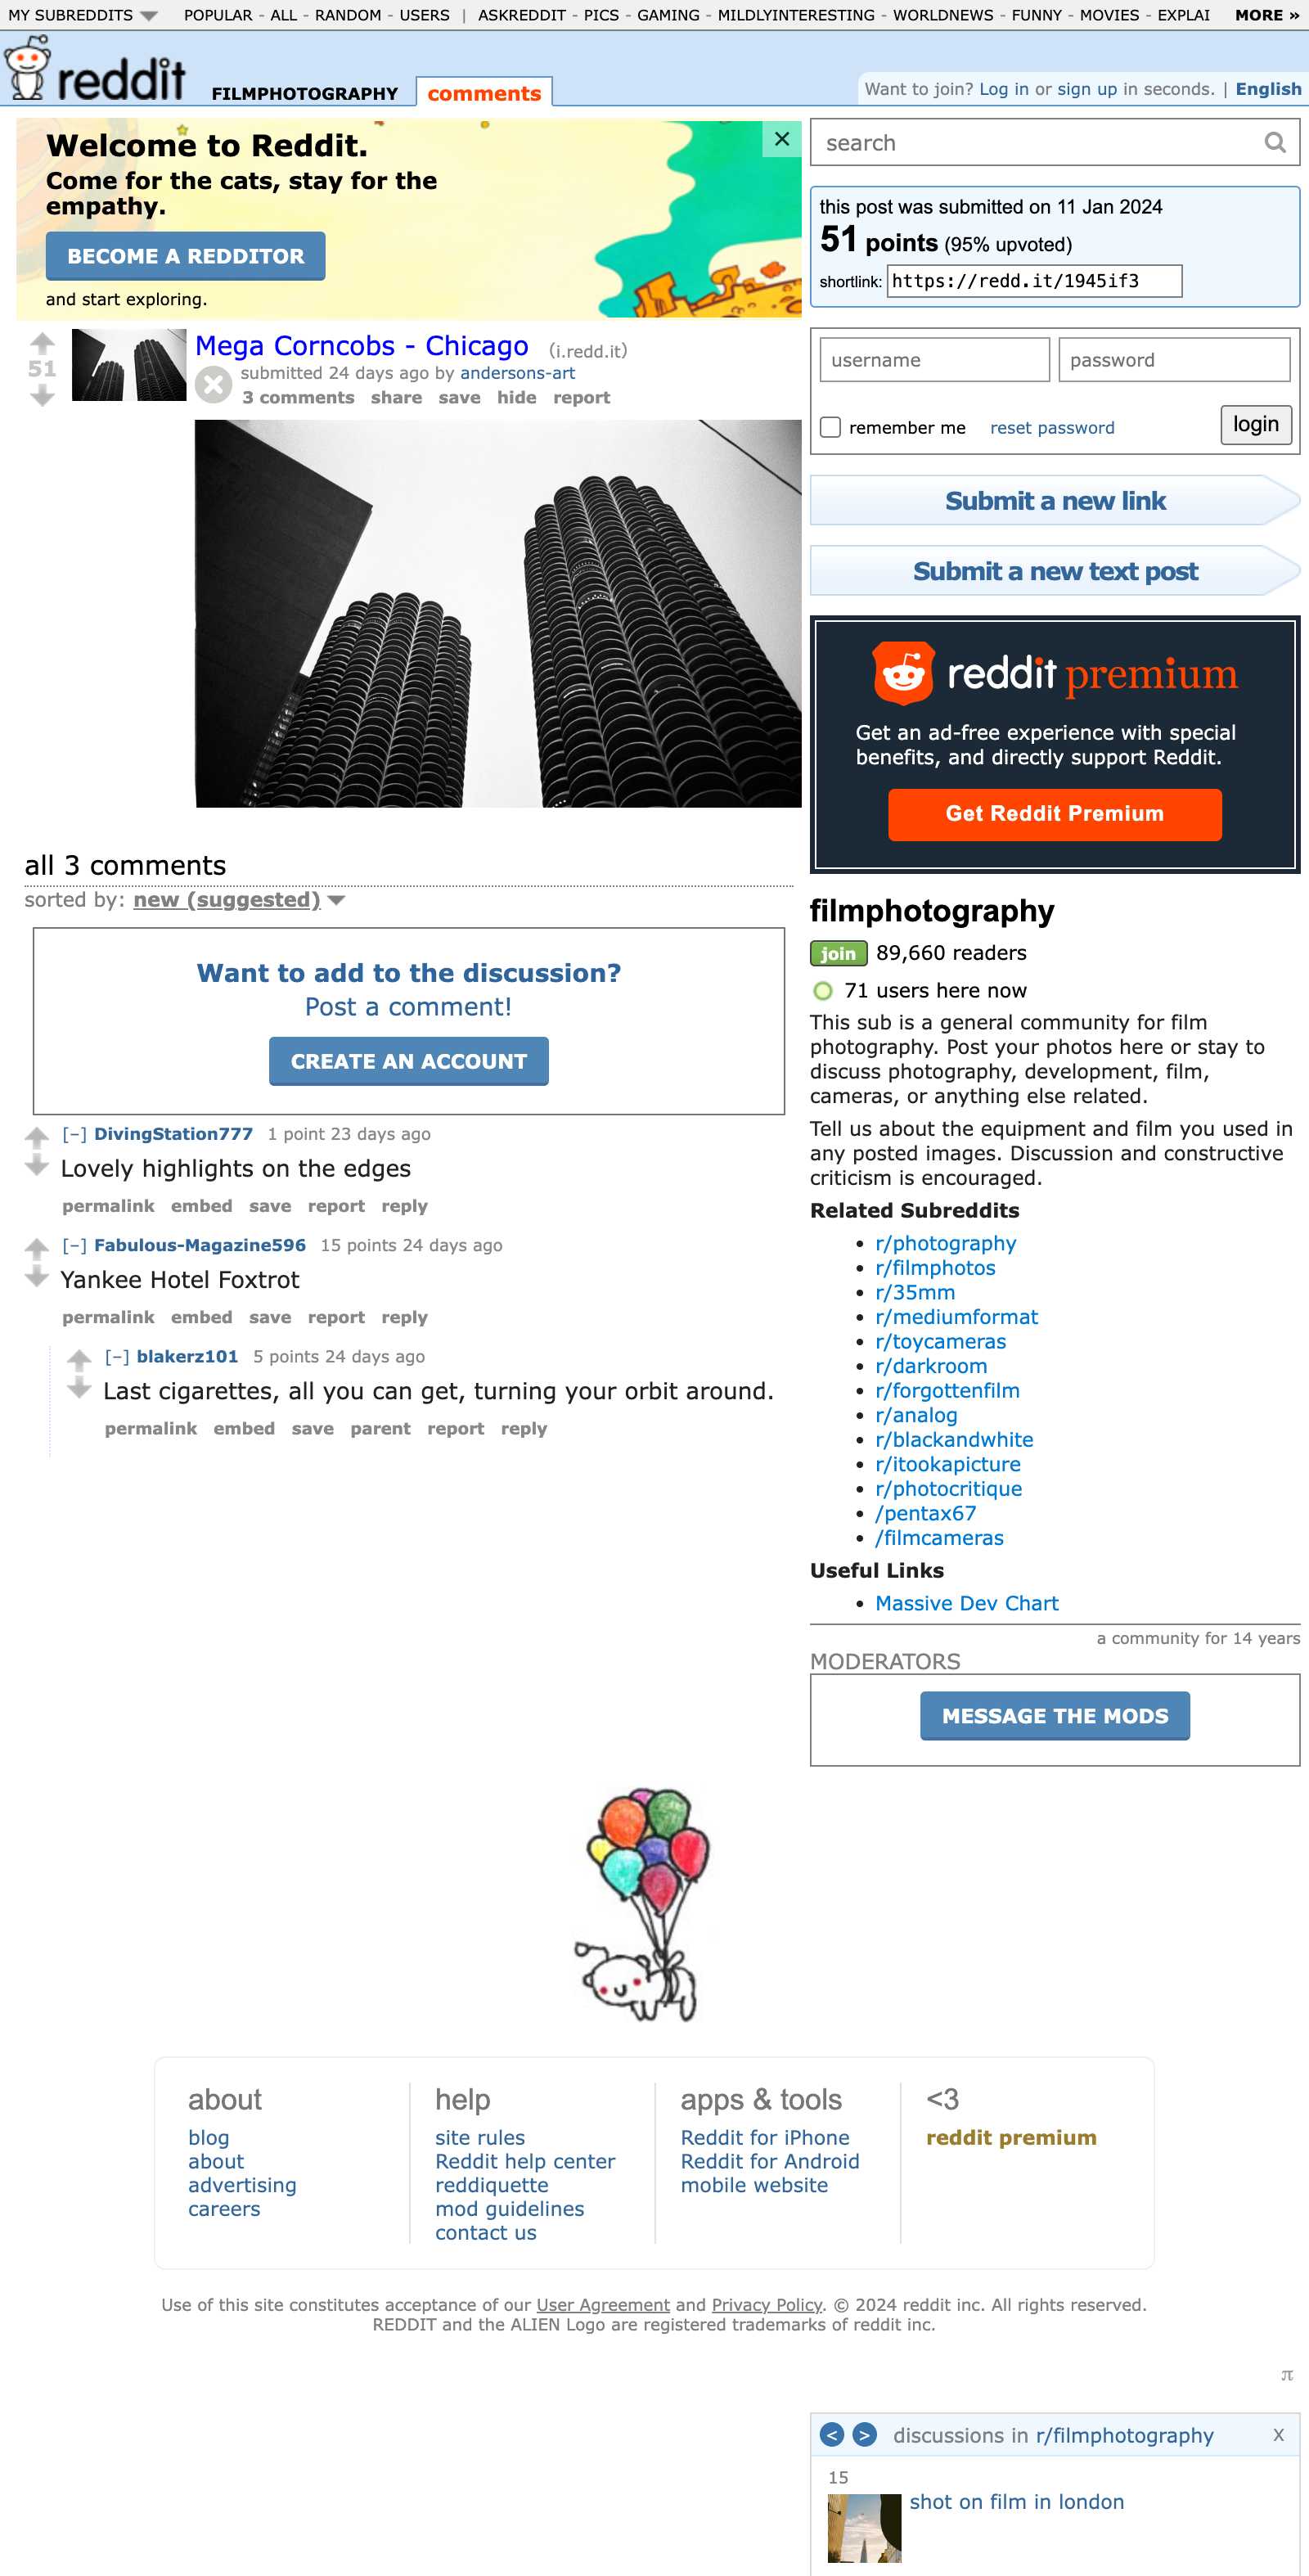 MY SUBREDDITS
POPULAR - ALL - RANDOM - USERS | ASKREDDIT - PICS - GAMING - MILDLYINTERESTING - WORLDNEWS - FUNNY - MOVIES - EXPLAI
MORE »
reddit
FILMPHOTOGRAPHY
comments
Want to join? Log in or sign up in seconds. | English
Welcome to Reddit.
Come for the cats, stay for the
empathy.
BECOME A REDDITOR
and start exploring.
×
51
Mega Corncobs - Chicago (i.redd.it)
submitted 24 days ago by andersons-art
3 comments share save hide report
all 3 comments
sorted by: new (suggested)
Want to add to the discussion?
Post a comment!
CREATE AN ACCOUNT
[–] DivingStation777 1 point 23 days ago
Lovely highlights on the edges
permalink embed save report reply
[–] Fabulous-Magazine596 15 points 24 days ago
Yankee Hotel Foxtrot
permalink embed save report reply
[–] blakerz101 5 points 24 days ago
Last cigarettes, all you can get, turning your orbit around.
permalink embed save parent report reply
search
this post was submitted on 11 Jan 2024
51 points (95% upvoted)
shortlink: https://redd.it/1945if3
username
password
remember me
reset password
login
Submit a new link
Submit a new text post
reddit premium
Get an ad-free experience with special
benefits, and directly support Reddit.
Get Reddit Premium
filmphotography
join 89,660 readers
71 users here now
This sub is a general community for film
photography. Post your photos here or stay to
discuss photography, development, film,
cameras, or anything else related.
Tell us about the equipment and film you used in
any posted images. Discussion and constructive
criticism is encouraged.
Related Subreddits
• r/photography
• r/filmphotos
• r/35mm
• r/mediumformat
• r/toycameras
• r/darkroom
• r/forgottenfilm
• r/analog
• r/blackandwhite
• r/itookapicture
• r/photocritique
• /pentax67
• /filmcameras
Useful Links
• Massive Dev Chart
a community for 14 years
MODERATORS
MESSAGE THE MODS
about
blog
about
advertising
careers
help
site rules
Reddit help center
reddiquette
mod guidelines
contact us
apps & tools
Reddit for iPhone
Reddit for Android
mobile website
<3
reddit premium
Use of this site constitutes acceptance of our User Agreement and Privacy Policy. © 2024 reddit inc. All rights reserved.
REDDIT and the ALIEN Logo are registered trademarks of reddit inc.
π
< > discussions in r/filmphotography X
15
shot on film in london